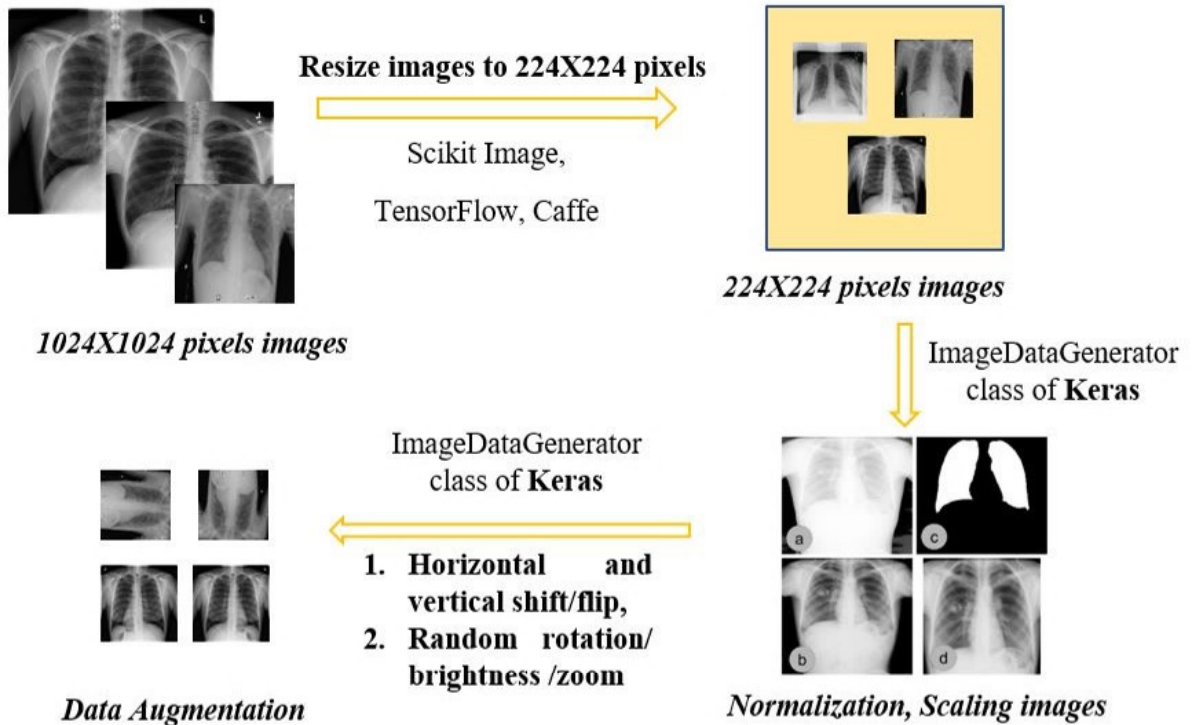 L
Resize images to 224X224 pixels
Scikit Image,
TensorFlow, Caffe
1024X1024 pixels images
224X224 pixels images
ImageDataGenerator
class of Keras
ImageDataGenerator
class of Keras
1. Horizontal and
vertical shift/flip,
2. Random rotation/
brightness /zoom
a
c
b
d
Data Augmentation
Normalization, Scaling images